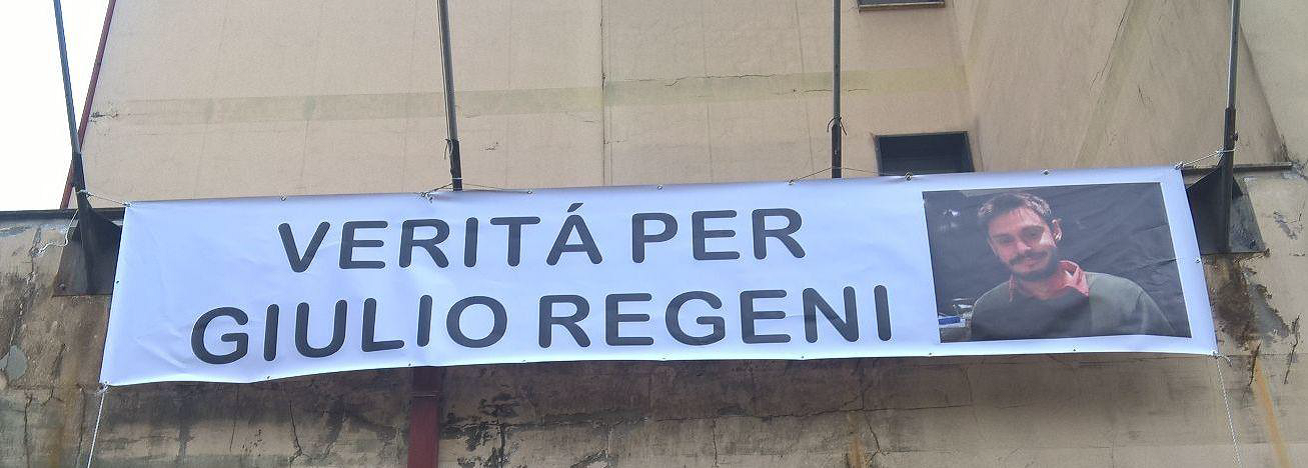 VERITÁ PER
GIULIO REGENI